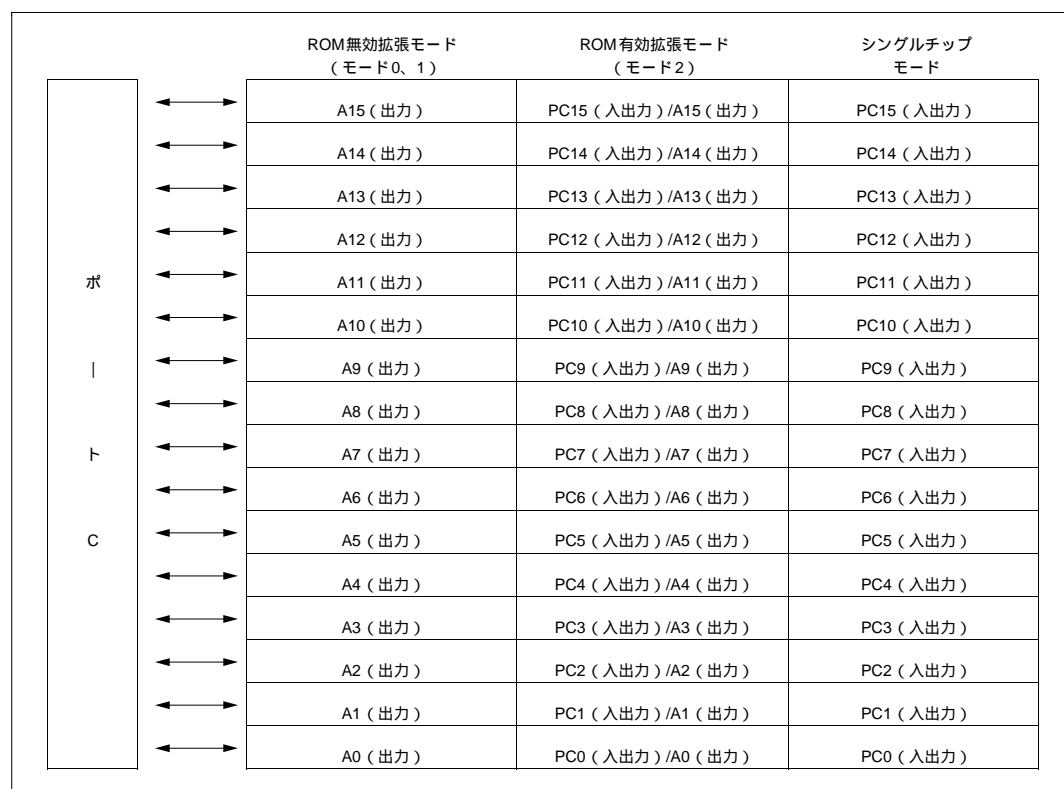 ROM無効拡張モード ROM有効拡張モード シングルチップ
（モード0、1） （モード2） モード
A15（出力） PC15（入出力）/A15（出力） PC15（入出力）
A14（出力） PC14（入出力）/A14（出力） PC14（入出力）
A13（出力） PC13（入出力）/A13（出力） PC13（入出力）
A12（出力） PC12（入出力）/A12（出力） PC12（入出力）
ポ A11（出力） PC11（入出力）/A11（出力） PC11（入出力）
A10（出力） PC10（入出力）/A10（出力） PC10（入出力）
｜ A9（出力） PC9（入出力）/A9（出力） PC9（入出力）
A8（出力） PC8（入出力）/A8（出力） PC8（入出力）
ト A7（出力） PC7（入出力）/A7（出力） PC7（入出力）
A6（出力） PC6（入出力）/A6（出力） PC6（入出力）
C A5（出力） PC5（入出力）/A5（出力） PC5（入出力）
A4（出力） PC4（入出力）/A4（出力） PC4（入出力）
A3（出力） PC3（入出力）/A3（出力） PC3（入出力）
A2（出力） PC2（入出力）/A2（出力） PC2（入出力）
A1（出力） PC1（入出力）/A1（出力） PC1（入出力）
A0（出力） PC0（入出力）/A0（出力） PC0（入出力）